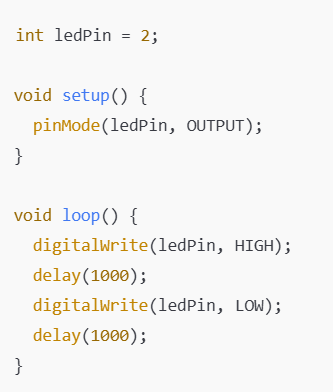 int ledPin = 2;

void setup() {
  pinMode(ledPin, OUTPUT);
}

void loop() {
  digitalWrite(ledPin, HIGH);
  delay(1000);
  digitalWrite(ledPin, LOW);
  delay(1000);
}